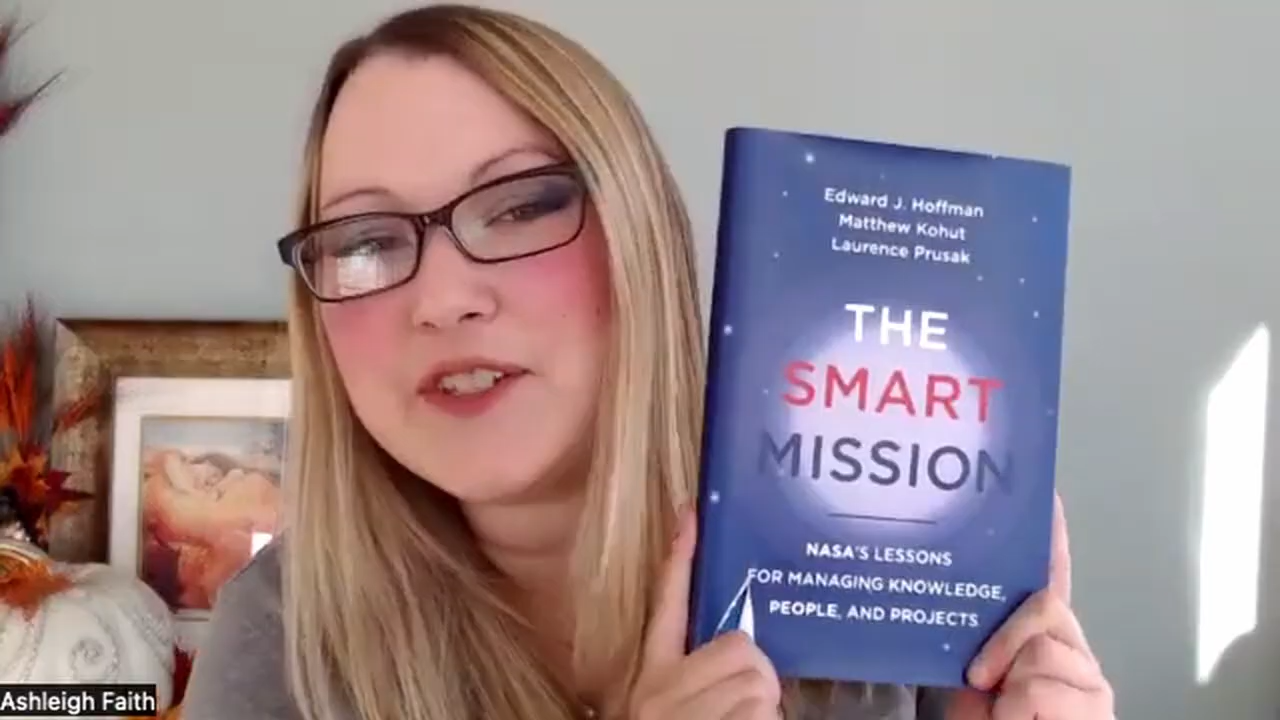 Edward J. Hoffman
Matthew Kohut
Laurence Prusak
THE
SMART
MISSION
NASA'S LESSONS
FOR MANAGING KNOWLEDGE,
PEOPLE, AND PROJECTS
Ashleigh Faith